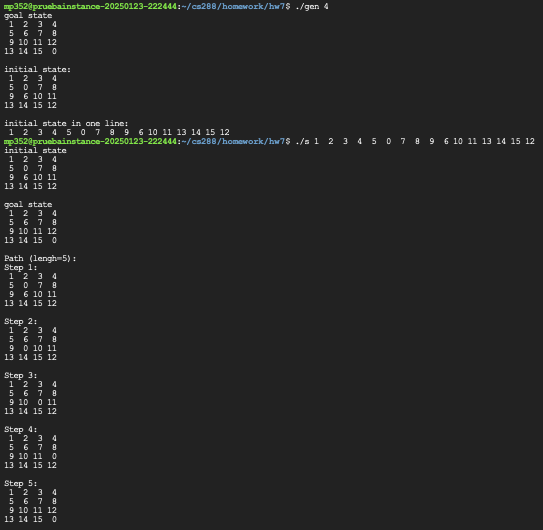 mp352@pruebainstance-20250123-222444:~/cs288/homework/hw7$ ./gen 4
goal state
1 2 3 4
5 6 7 8
9 10 11 12
13 14 15 0
initial state:
1 2 3 4
5 0 7 8
9 6 10 11
13 14 15 12
initial state in one line:
1 2 3 4 5 0 7 8 9 6 10 11 13 14 15 12
mp352@pruebainstance-20250123-222444:~/cs288/homework/hw7$ ./s 1 2 3 4 5 0 7 8 9 6 10 11 13 14 15 12
initial state
1 2 3 4
5 0 7 8
9 6 10 11
13 14 15 12
goal state
1 2 3 4
5 6 7 8
9 10 11 12
13 14 15 0
Path (lengh=5):
Step 1:
1 2 3 4
5 0 7 8
9 6 10 11
13 14 15 12
Step 2:
1 2 3 4
5 6 7 8
9 0 10 11
13 14 15 12
Step 3:
1 2 3 4
5 6 7 8
9 10 0 11
13 14 15 12
Step 4:
1 2 3 4
5 6 7 8
9 10 11 0
13 14 15 12
Step 5:
1 2 3 4
5 6 7 8
9 10 11 12
13 14 15 0